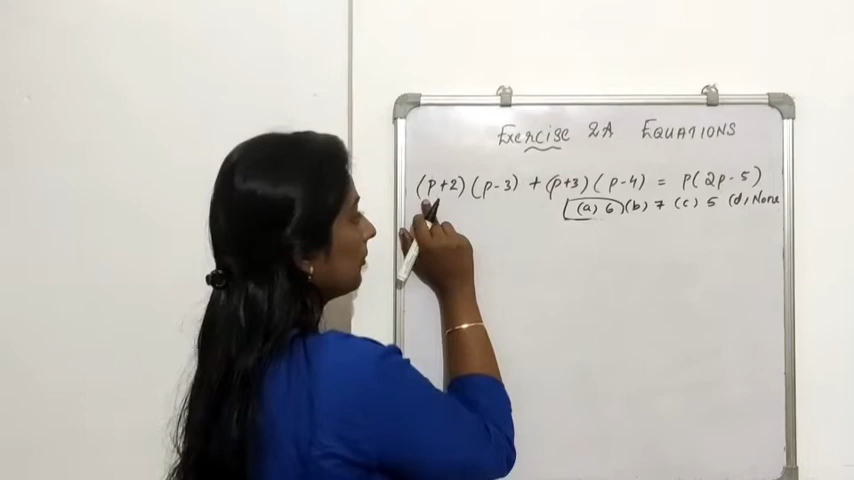 Exercise 2A EQUATIONS
(p+2)(p-3) + (p+3)(p-4) = p(2p-5)
(a) 6 (b) 7 (c) 5 (d) None